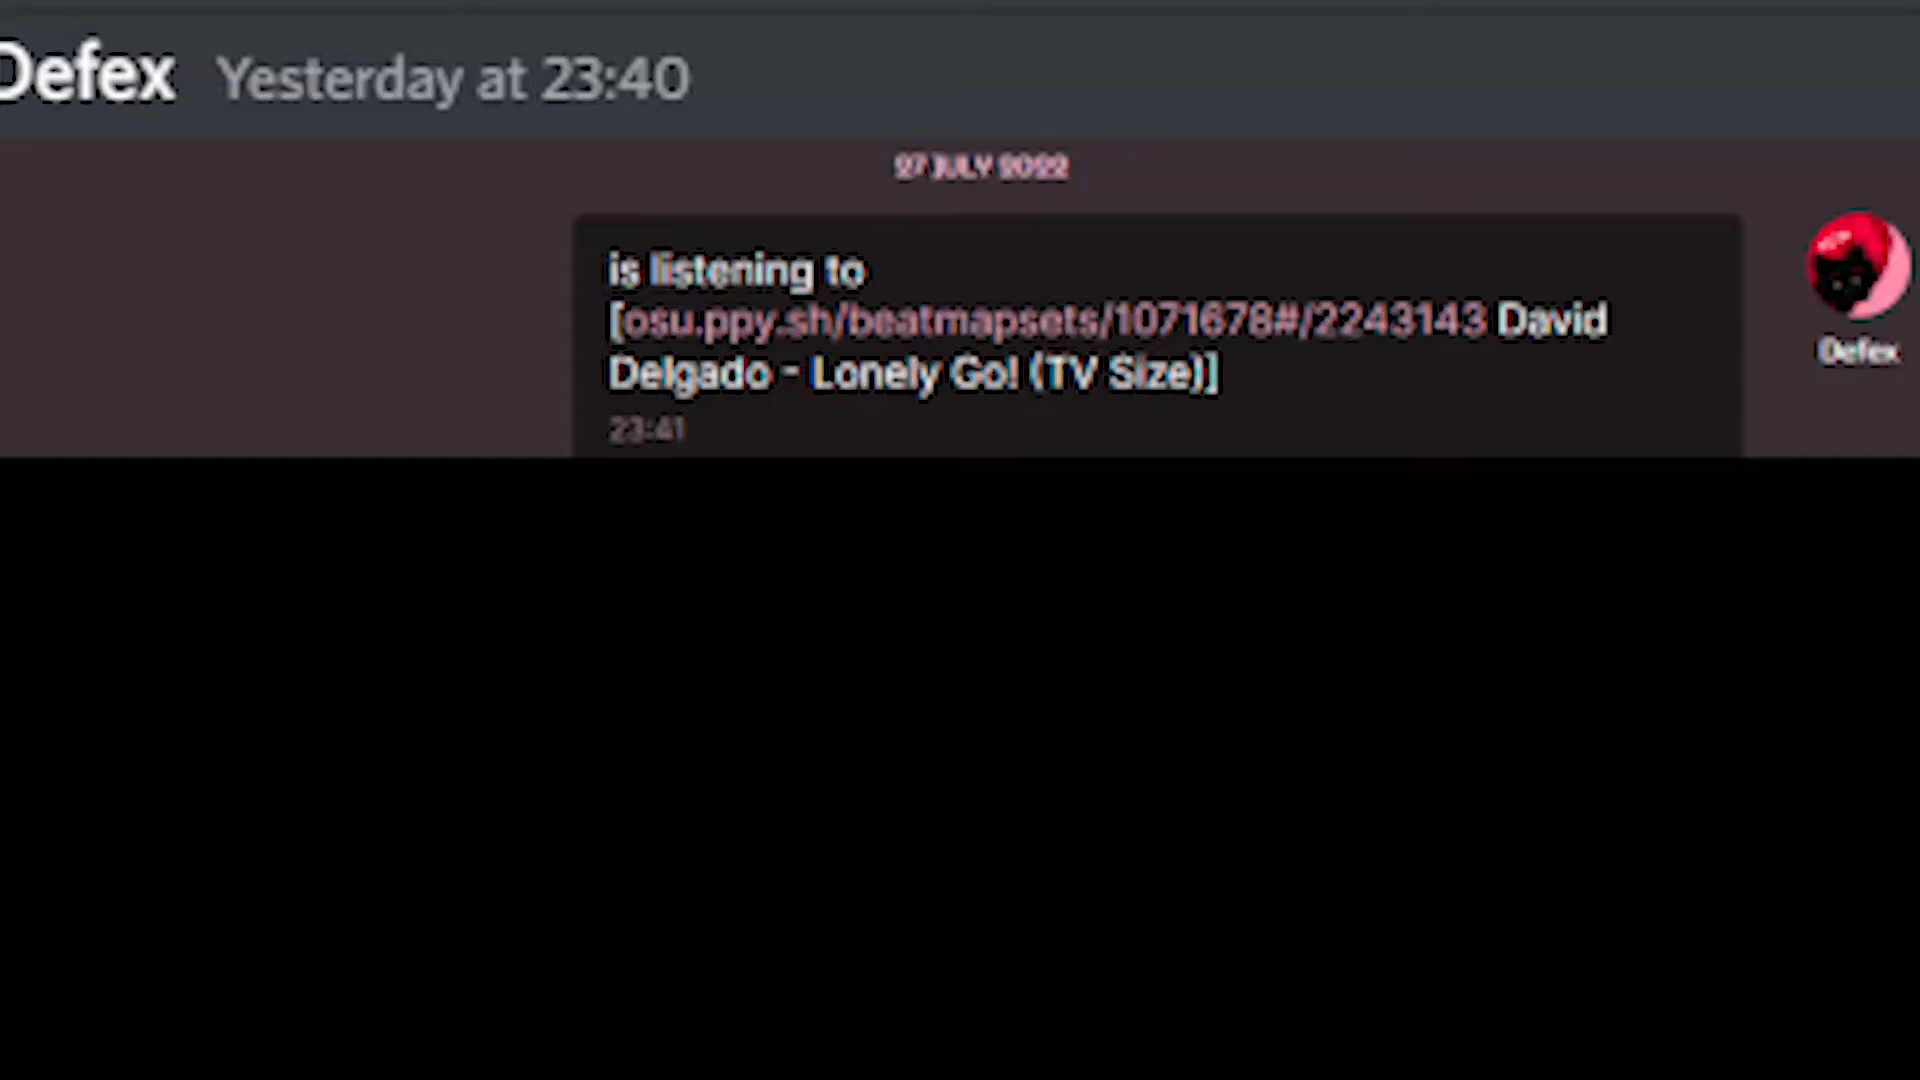 Defex Yesterday at 23:40
27 JULY 2022
is listening to
[osu.ppy.sh/beatmapsets/1071678#/2243143 David
Delgado - Lonely Go! (TV Size)]
23:41
Defex